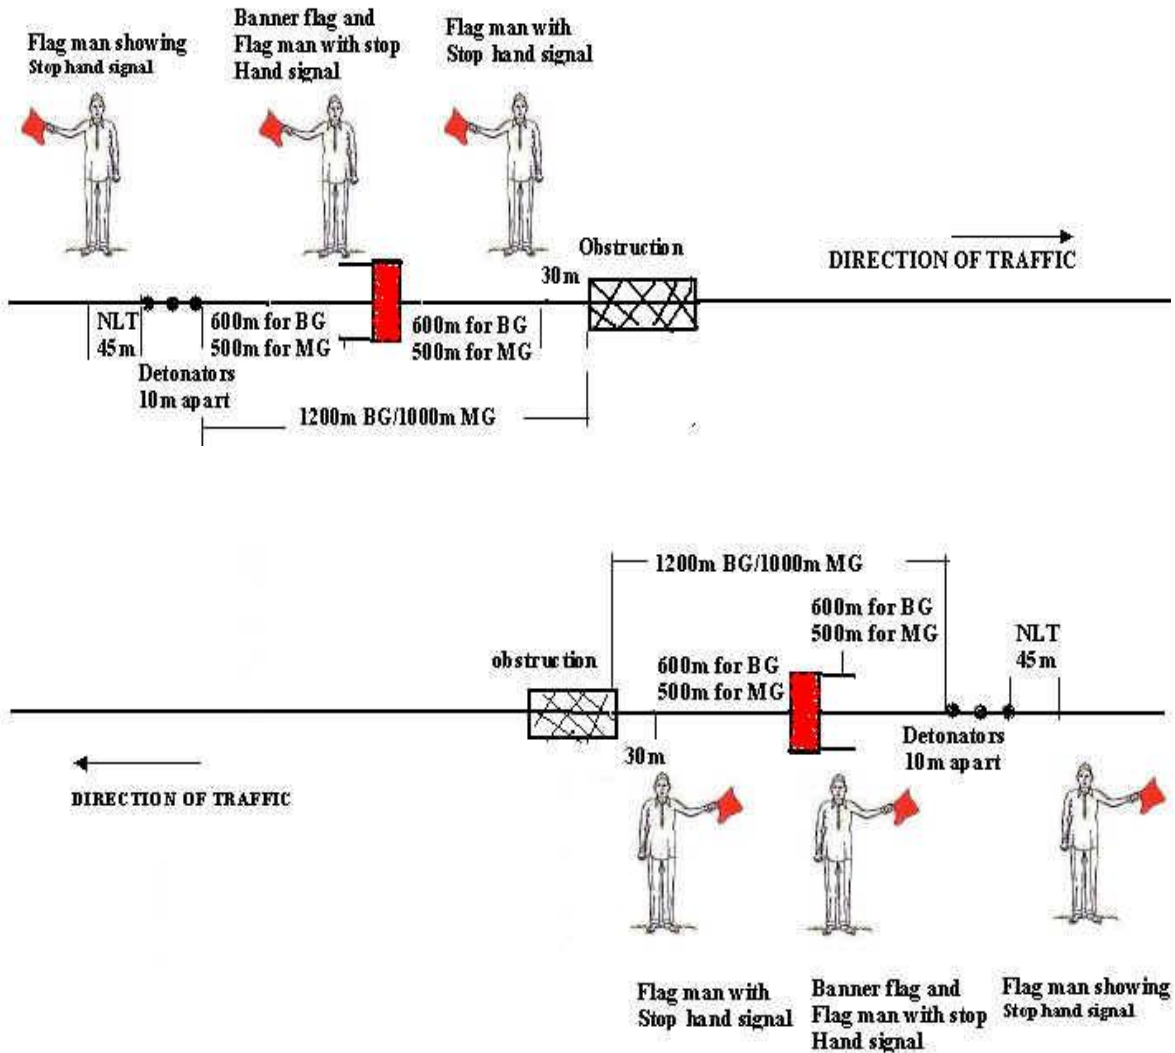 Flag man showing
Stop hand signal
Banner flag and
Flag man with stop
Hand signal
Flag man with
Stop hand signal
Obstruction
30m
DIRECTION OF TRAFFIC
NLT
45m
600m for BG
500m for MG
600m for BG
500m for MG
Detonators
10m apart
1200m BG/1000m MG
1200m BG/1000m MG
600m for BG
500m for MG
NLT
45m
obstruction
600m for BG
500m for MG
30m
Detonators
10m apart
DIRECTION OF TRAFFIC
Flag man with
Stop hand signal
Banner flag and
Flag man with stop
Hand signal
Flag man showing
Stop hand signal